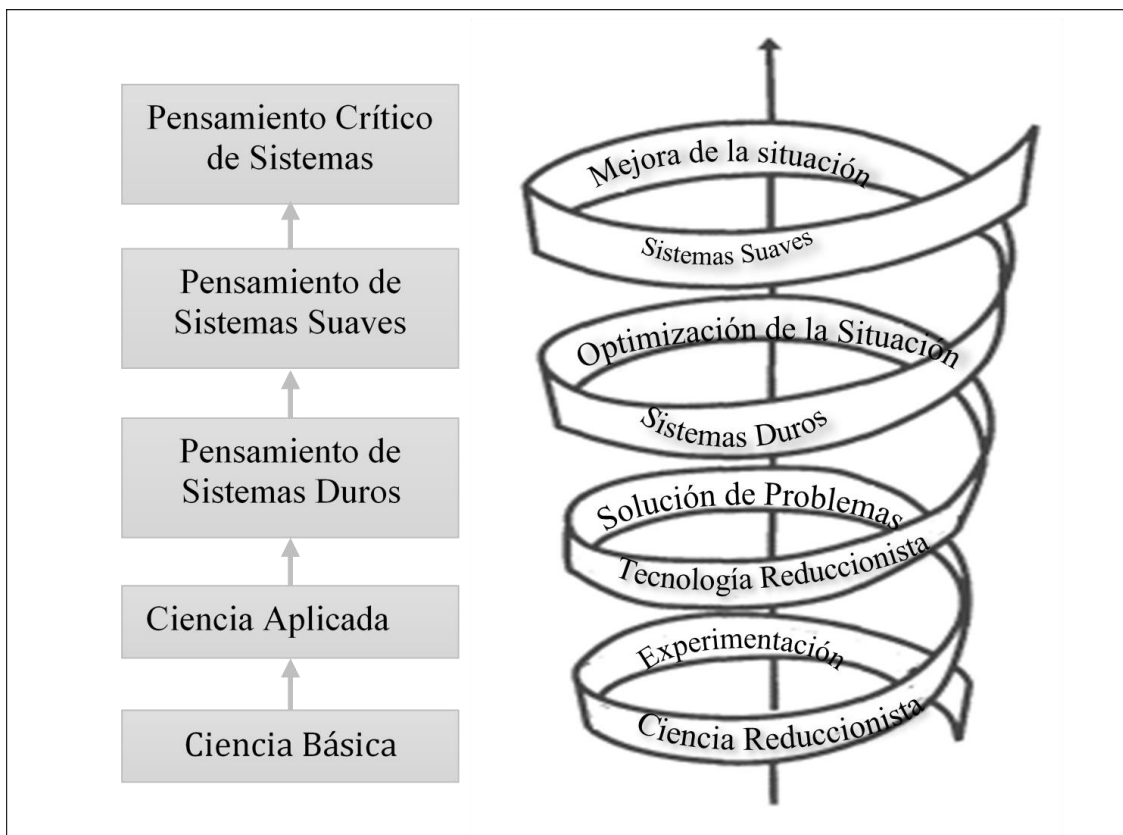 Pensamiento Crítico
de Sistemas
Pensamiento de
Sistemas Suaves
Pensamiento de
Sistemas Duros
Ciencia Aplicada
Ciencia Básica
Mejora de la situación
Sistemas Suaves
Optimización de la Situación
Sistemas Duros
Solución de Problemas
Tecnología Reduccionista
Experimentación
Ciencia Reduccionista